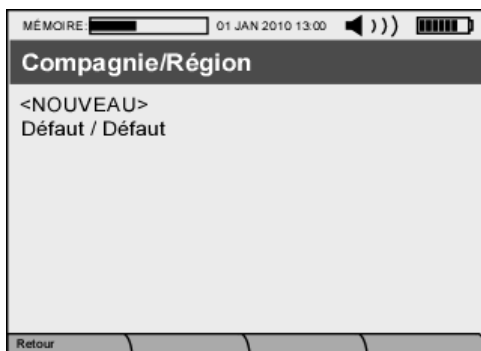 MÉMOIRE: 01 JAN 2010 13:00
Compagnie/Région
<NOUVEAU>
Défaut / Défaut
Retour